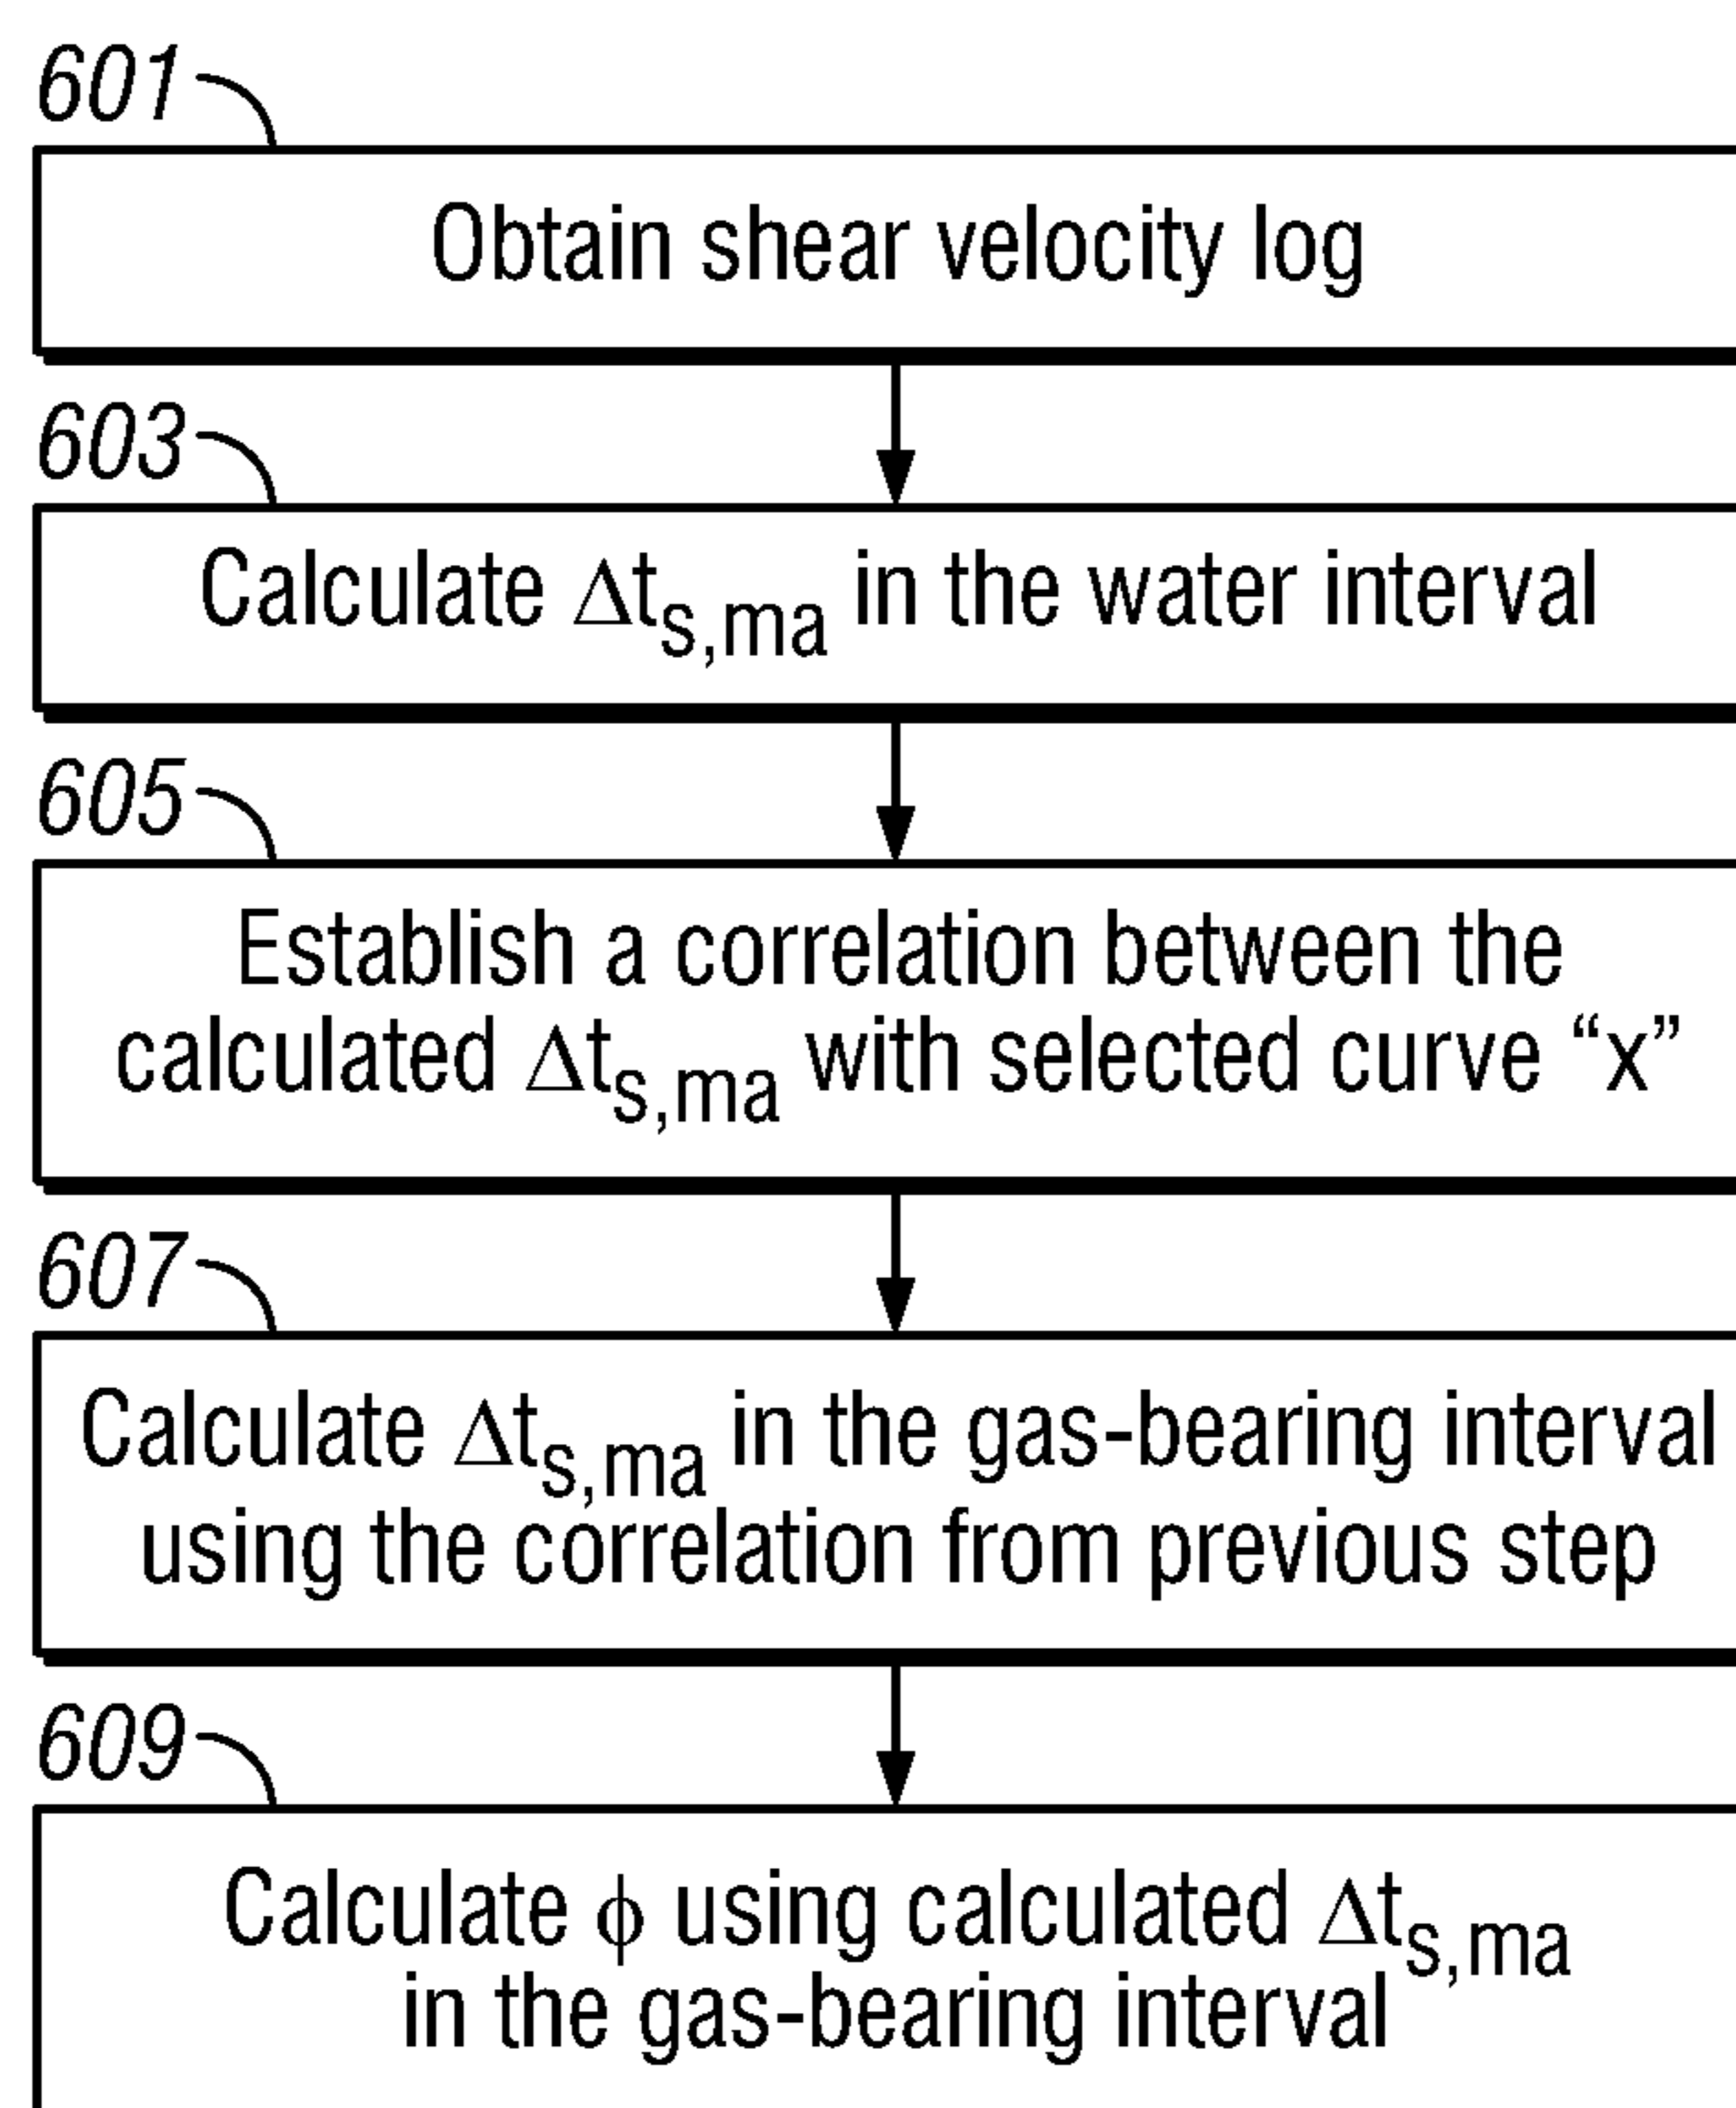 601
Obtain shear velocity log
603
Calculate Δts,ma in the water interval
605
Establish a correlation between the
calculated Δts,ma with selected curve “x”
607
Calculate Δts,ma in the gas-bearing interval
using the correlation from previous step
609
Calculate ϕ using calculated Δts,ma
in the gas-bearing interval